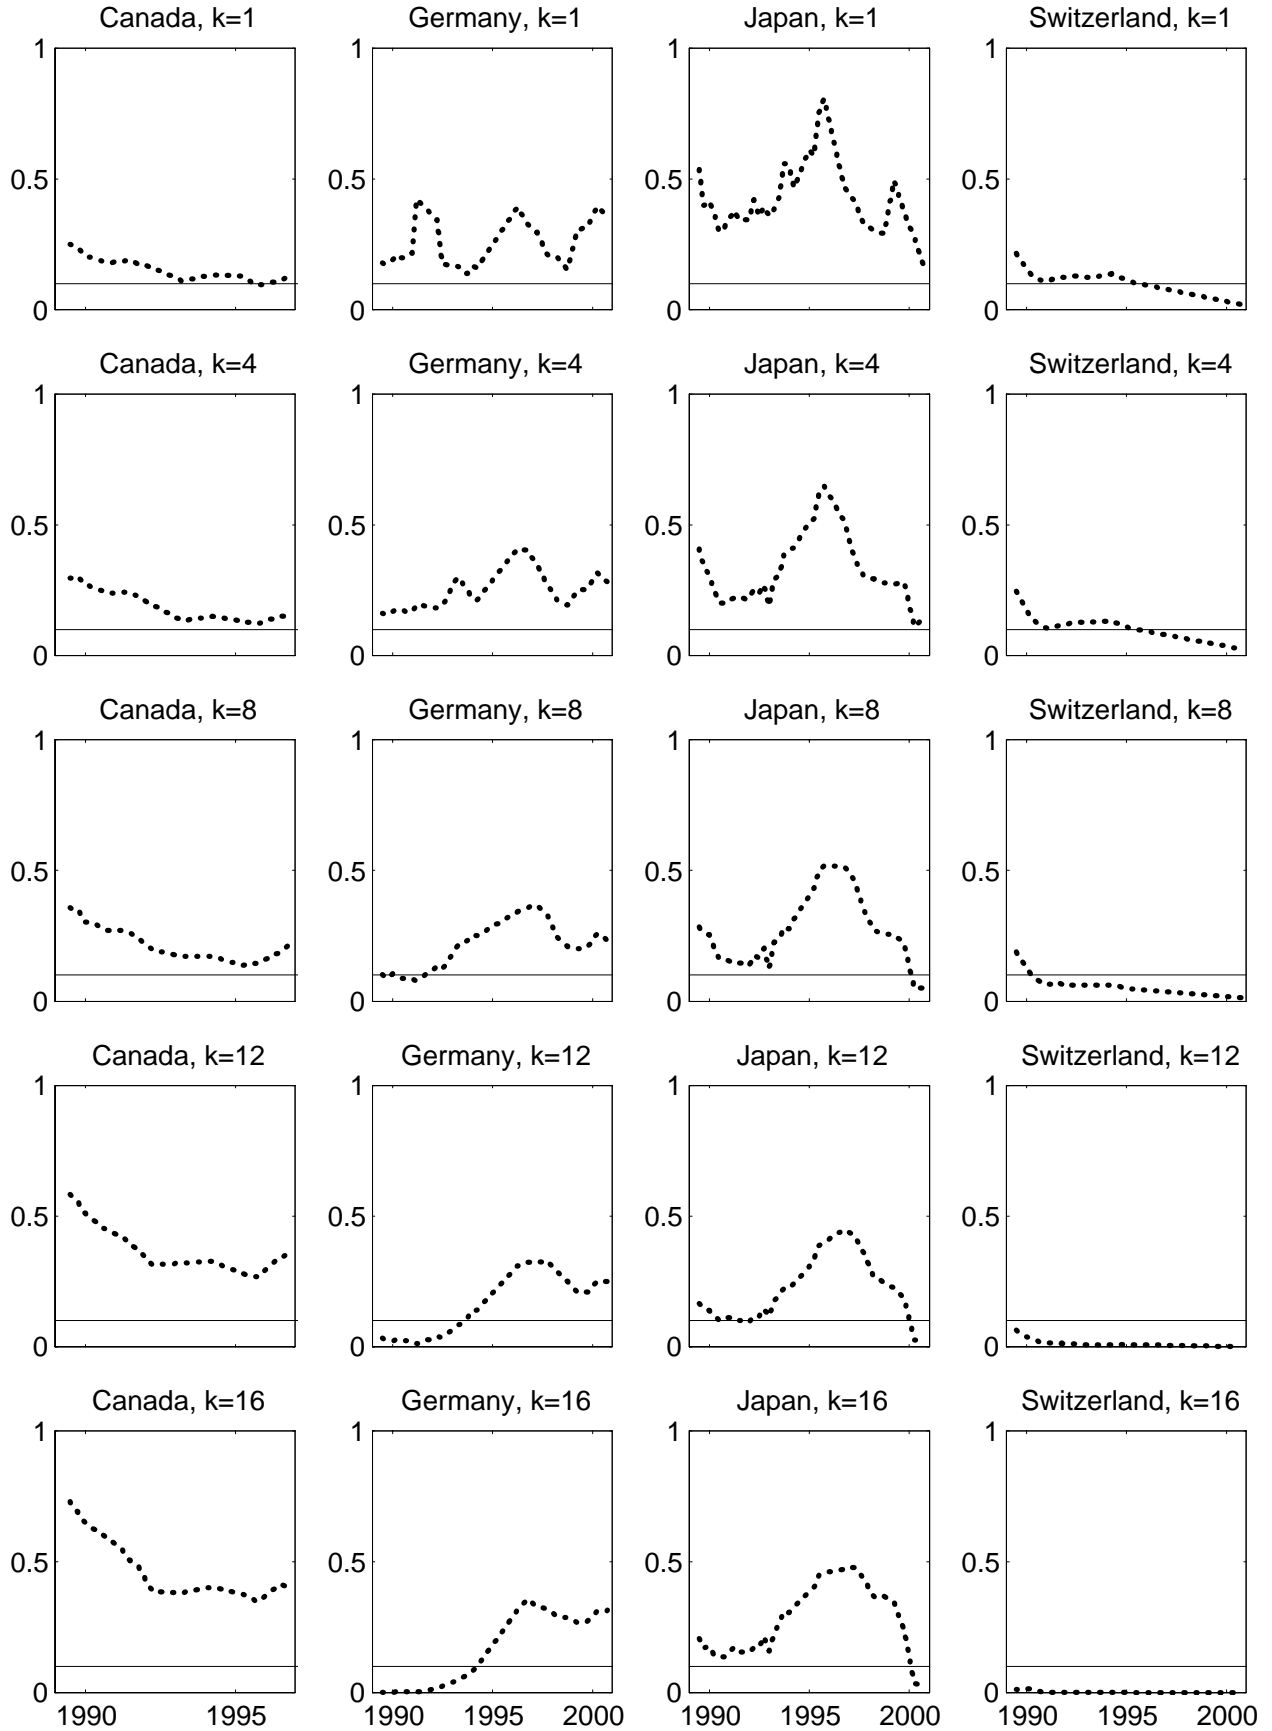 Canada, k=1 Germany, k=1 Japan, k=1 Switzerland, k=1
1 1 1 1
0.5 0.5 0.5 0.5
0 0 0 0
Canada, k=4 Germany, k=4 Japan, k=4 Switzerland, k=4
1 1 1 1
0.5 0.5 0.5 0.5
0 0 0 0
Canada, k=8 Germany, k=8 Japan, k=8 Switzerland, k=8
1 1 1 1
0.5 0.5 0.5 0.5
0 0 0 0
Canada, k=12 Germany, k=12 Japan, k=12 Switzerland, k=12
1 1 1 1
0.5 0.5 0.5 0.5
0 0 0 0
Canada, k=16 Germany, k=16 Japan, k=16 Switzerland, k=16
1 1 1 1
0.5 0.5 0.5 0.5
0 0 0 0
1990 1995 1990 1995 2000 1990 1995 2000 1990 1995 2000